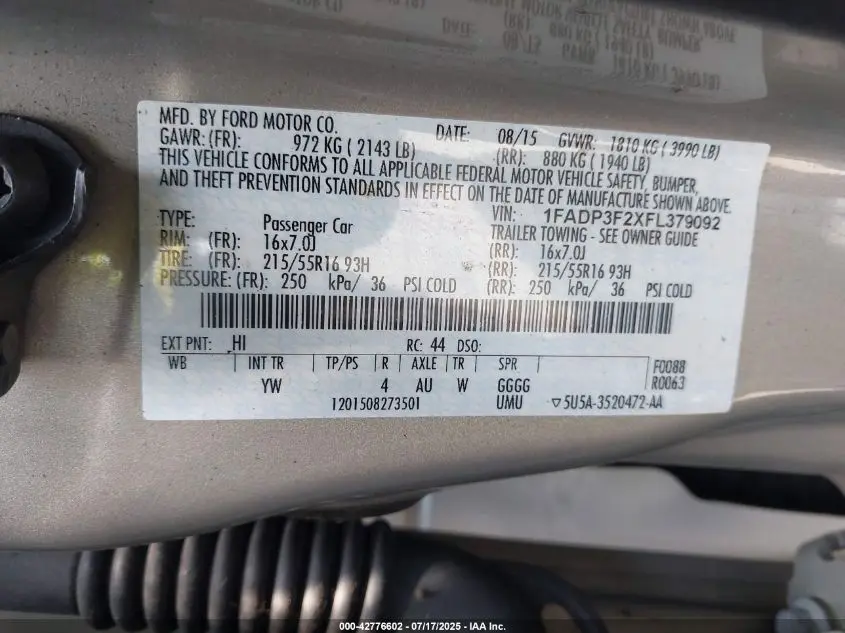 MFD. BY FORD MOTOR CO.
DATE: 08/15 GVWR: 1810 KG ( 3990 LB)
GAWR: (FR): 972 KG ( 2143 LB) (RR): 880 KG ( 1940 LB)
THIS VEHICLE CONFORMS TO ALL APPLICABLE FEDERAL MOTOR VEHICLE SAFETY, BUMPER,
AND THEFT PREVENTION STANDARDS IN EFFECT ON THE DATE OF MANUFACTURE SHOWN ABOVE.
VIN: 1FADP3F2XFL379092
TYPE: Passenger Car TRAILER TOWING - SEE OWNER GUIDE
RIM: (FR): 16x7.0J (RR): 16x7.0J
TIRE: (FR): 215/55R16 93H (RR): 215/55R16 93H
PRESSURE: (FR): 250 kPa/ 36 PSI COLD (RR): 250 kPa/ 36 PSI COLD
EXT PNT: HI RC: 44 DSO:
WB INT TR TP/PS R AXLE TR SPR F0088
YW 4 AU W GGGG R0063
1201508273501 UMU ▽5U5A-3520472-AA
000-42776602 - 07/17/2025 - IAA Inc.